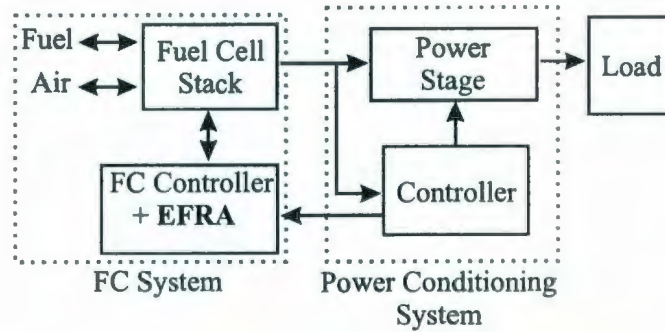 Fuel
Air
Fuel Cell
Stack
FC Controller
+ EFRA
FC System
Power
Stage
Controller
Power Conditioning
System
Load